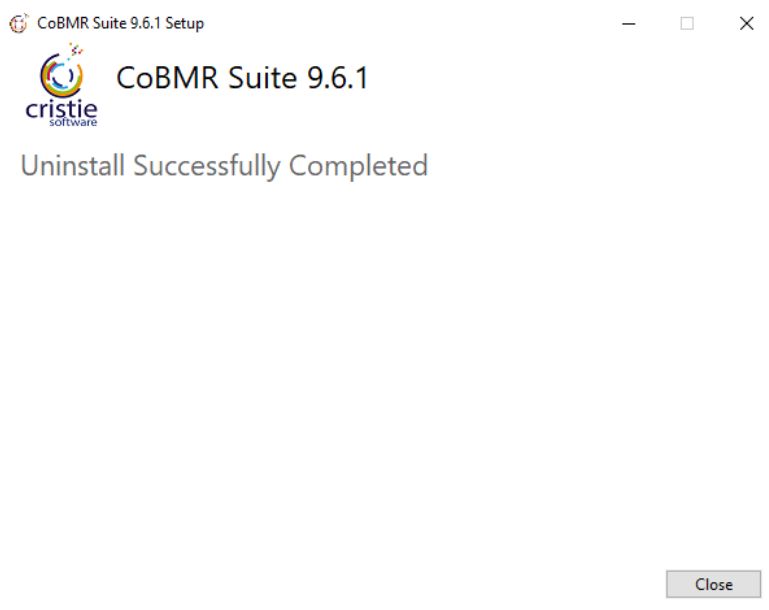 CoBMR Suite 9.6.1 Setup
CoBMR Suite 9.6.1
cristie
software
Uninstall Successfully Completed
Close